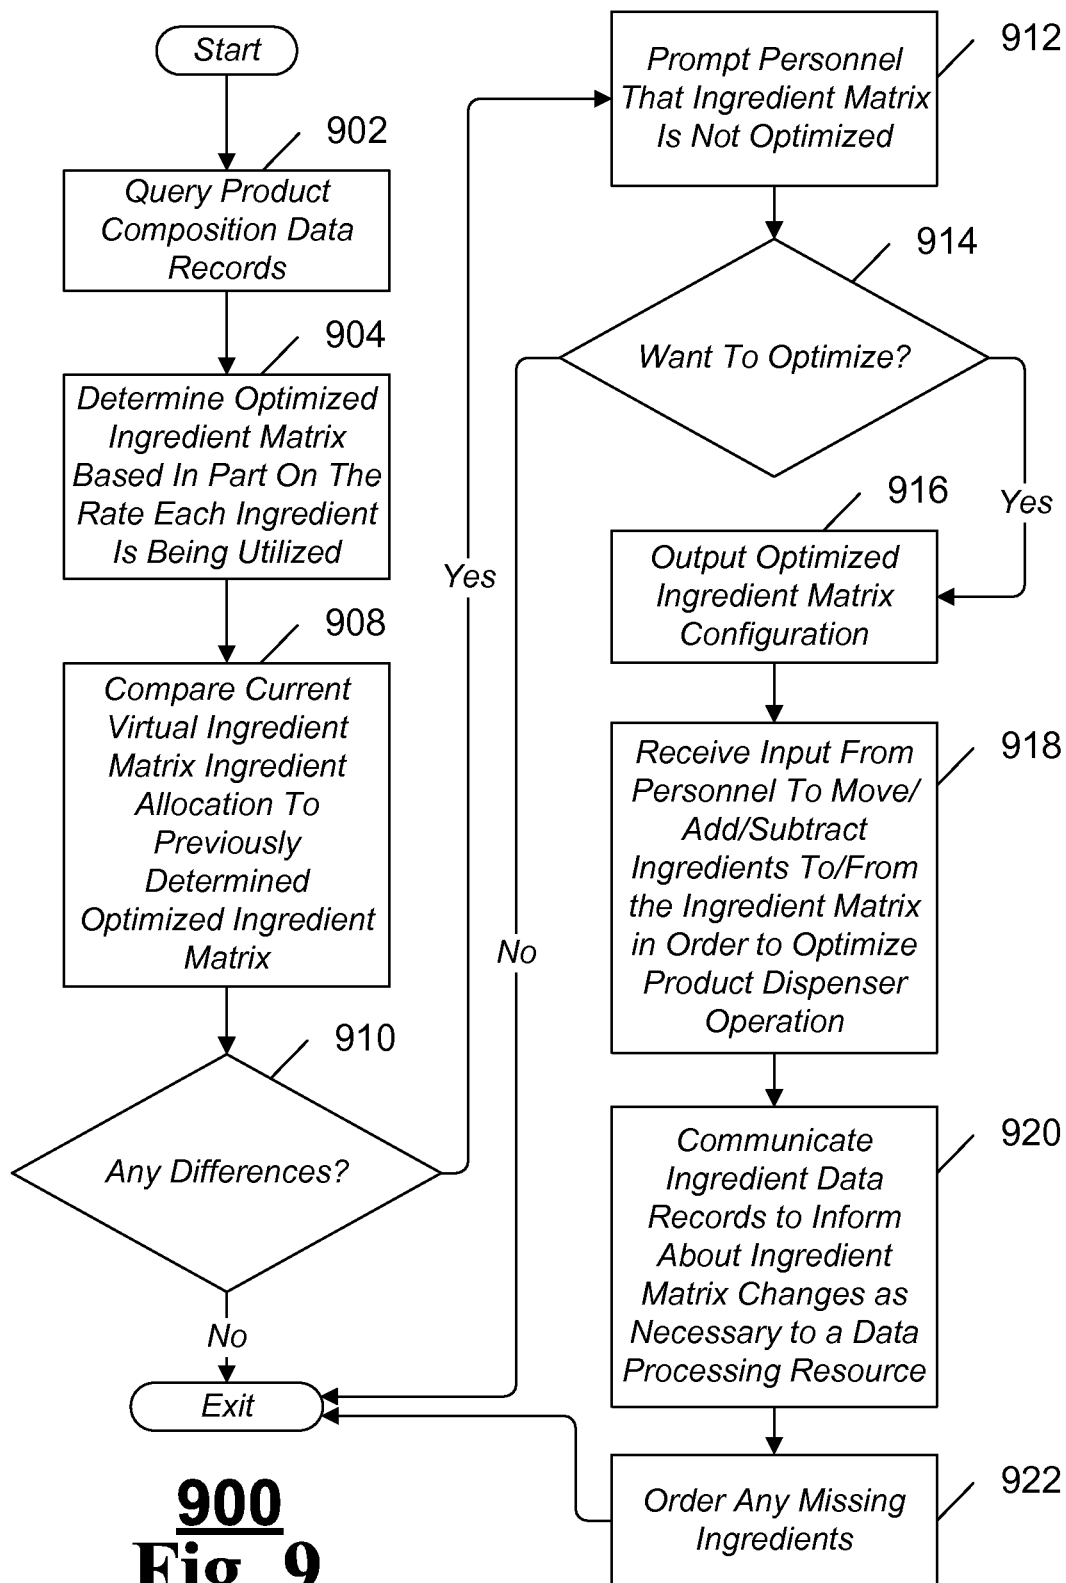 Start
902
Query Product
Composition Data
Records
904
Determine Optimized
Ingredient Matrix
Based In Part On The
Rate Each Ingredient
Is Being Utilized
908
Compare Current
Virtual Ingredient
Matrix Ingredient
Allocation To
Previously
Determined
Optimized Ingredient
Matrix
910
Any Differences?
Yes
No
Exit
912
Prompt Personnel
That Ingredient Matrix
Is Not Optimized
914
Want To Optimize?
No
Yes
916
Output Optimized
Ingredient Matrix
Configuration
918
Receive Input From
Personnel To Move/
Add/Subtract
Ingredients To/From
the Ingredient Matrix
in Order to Optimize
Product Dispenser
Operation
920
Communicate
Ingredient Data
Records to Inform
About Ingredient
Matrix Changes as
Necessary to a Data
Processing Resource
922
Order Any Missing
Ingredients
900
Fig. 9